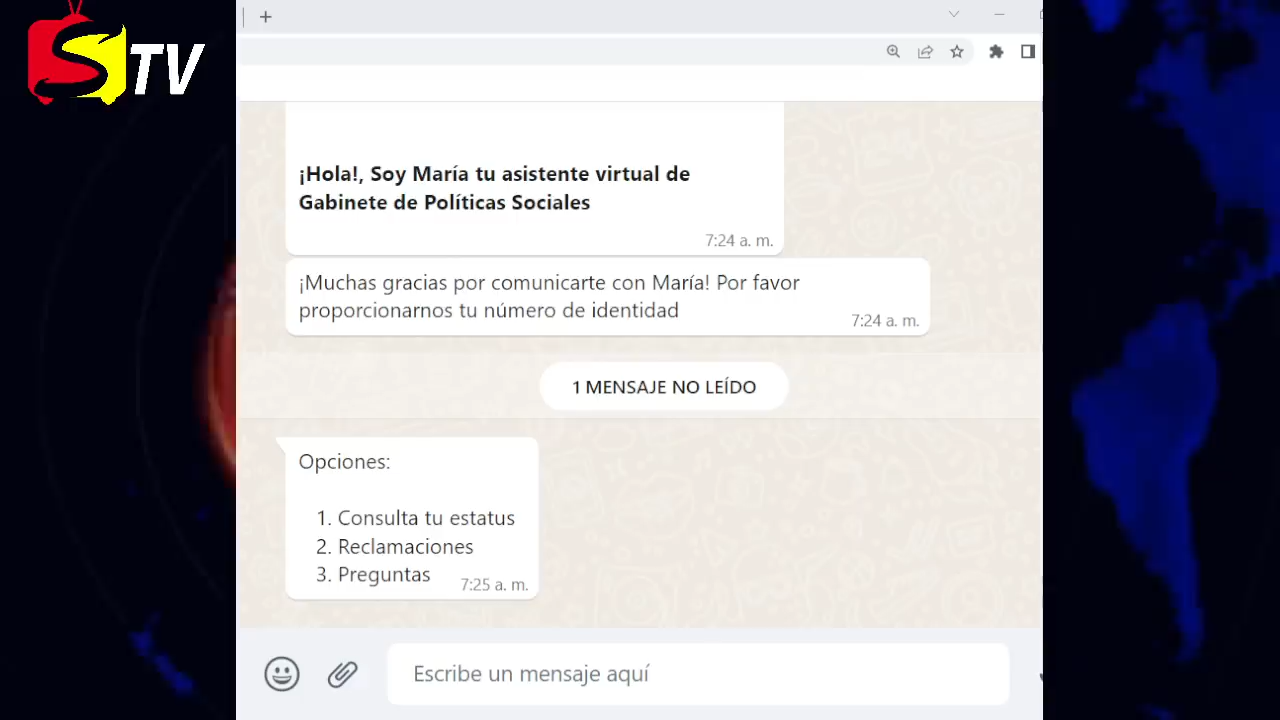 STV
¡Hola!, Soy María tu asistente virtual de
Gabinete de Políticas Sociales
7:24 a. m.
¡Muchas gracias por comunicarte con María! Por favor
proporcionarnos tu número de identidad
7:24 a. m.
1 MENSAJE NO LEÍDO
Opciones:
1. Consulta tu estatus
2. Reclamaciones
3. Preguntas
7:25 a. m.
Escribe un mensaje aquí